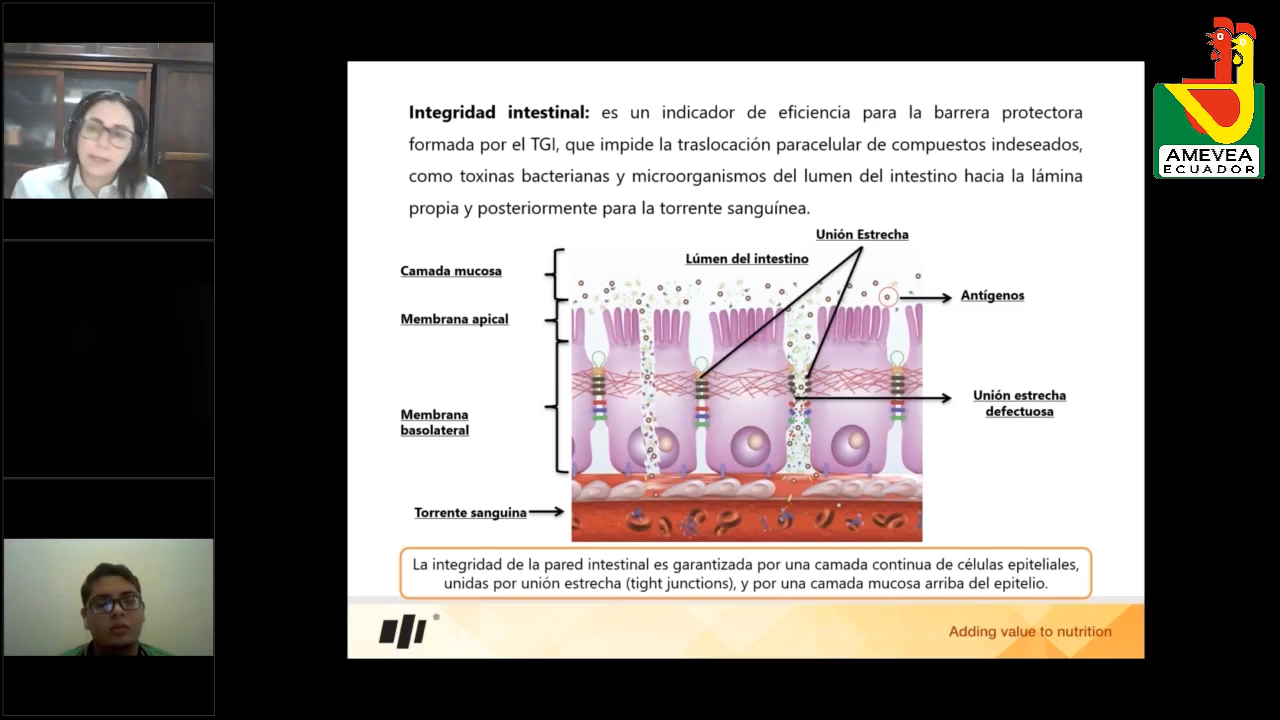 Integridad intestinal: es un indicador de eficiencia para la barrera protectora
formada por el TGI, que impide la traslocación paracelular de compuestos indeseados,
como toxinas bacterianas y microorganismos del lumen del intestino hacia la lámina
propia y posteriormente para la torrente sanguínea.
Unión Estrecha
Lúmen del intestino
Camada mucosa
Antígenos
Membrana apical
Unión estrecha
defectuosa
Membrana
basolateral
Torrente sanguina
La integridad de la pared intestinal es garantizada por una camada continua de células epiteliales,
unidas por unión estrecha (tight junctions), y por una camada mucosa arriba del epitelio.
®
Adding value to nutrition
AMEVEA
ECUADOR